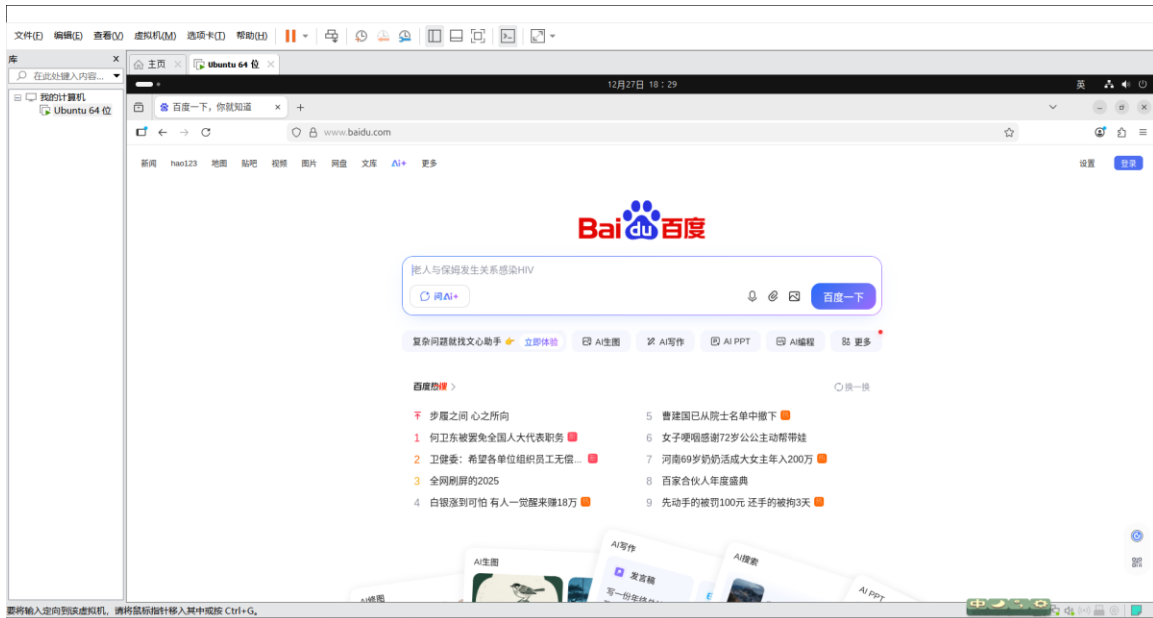 文件(F) 编辑(E) 查看(V) 虚拟机(M) 选项卡(T) 帮助(H)
库
在此处键入内容...
我的计算机
Ubuntu 64 位
主页 Ubuntu 64 位
12月27日 18：29 英
百度一下，你就知道
www.baidu.com
新闻 hao123 地图 贴吧 视频 图片 网盘 文库 Ai+ 更多 设置 登录
Bai du 百度
老人与保姆发生关系感染HIV
问Ai+ 百度一下
复杂问题就找文心助手 立即体验 AI生图 AI写作 AI PPT AI编程 更多
百度热搜 换一换
步履之间 心之所向
1 何卫东被罢免全国人大代表职务
2 卫健委：希望各单位组织员工无偿...
3 全网刷屏的2025
4 白银涨到可怕 有人一觉醒来赚18万
5 曹建国已从院士名单中撤下
6 女子哽咽感谢72岁公公主动帮带娃
7 河南69岁奶奶活成大女主年入200万
8 百家合伙人年度盛典
9 先动手的被罚100元 还手的被拘3天
AI修图
AI生图
AI写作
发言稿
AI搜索
AI PPT
要将输入定向到该虚拟机，请将鼠标指针移入其中或按 Ctrl+G。
中